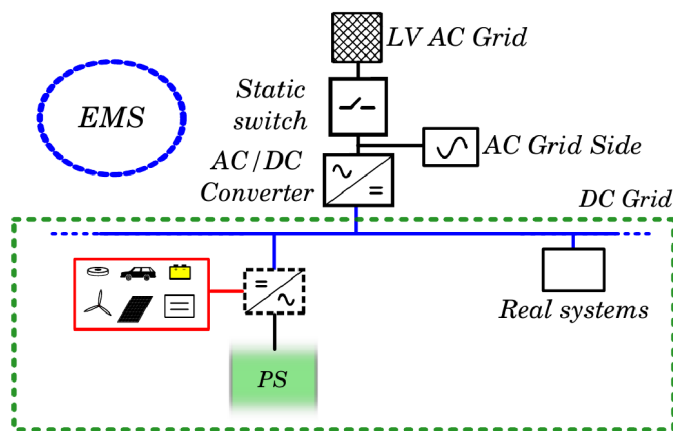 LV AC Grid
Static
switch
EMS
AC Grid Side
AC/DC
Converter
DC Grid
Real systems
PS